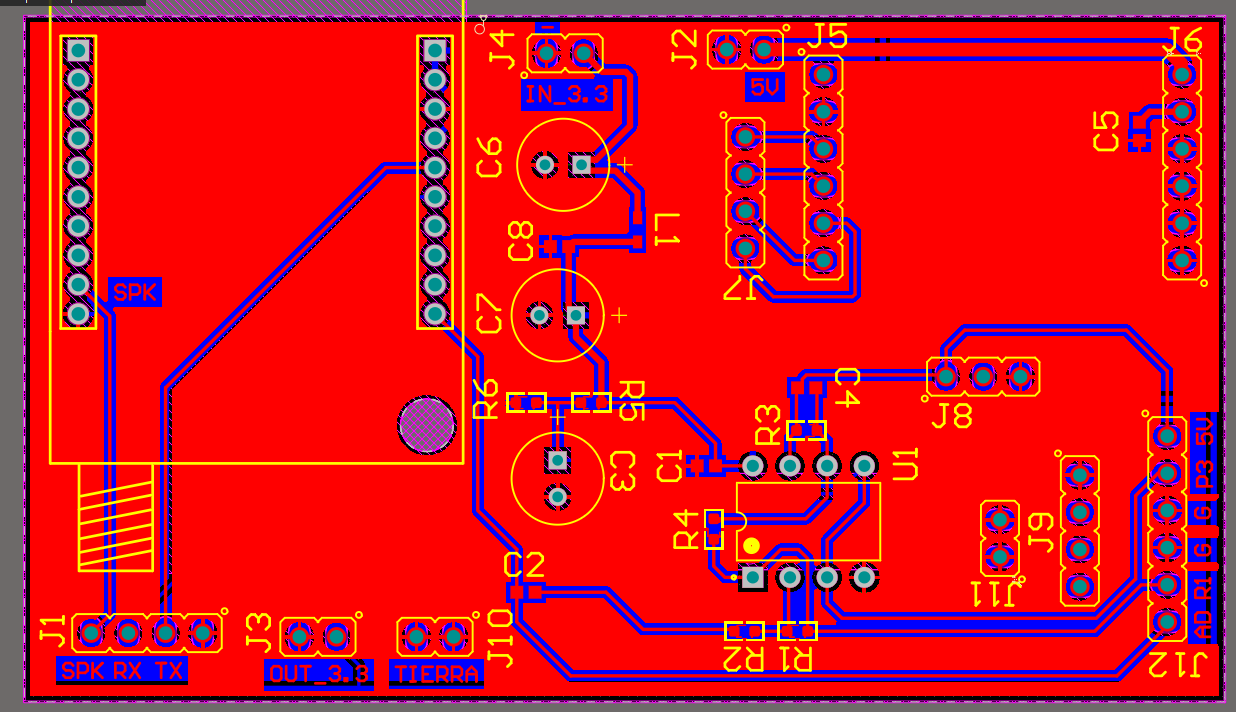 J4
J2
J5
J6
IN_3.3
5V
C5
C6
L1
C8
J7
SPK
C7
R6
R5
C4
J8
R3
C3
C1
U1
5V
P3
G
G
R1
AD
R4
J9
J11
C2
J1
J3
J10
R2
R1
J12
SPK RX TX
OUT_3.3
TIERRA